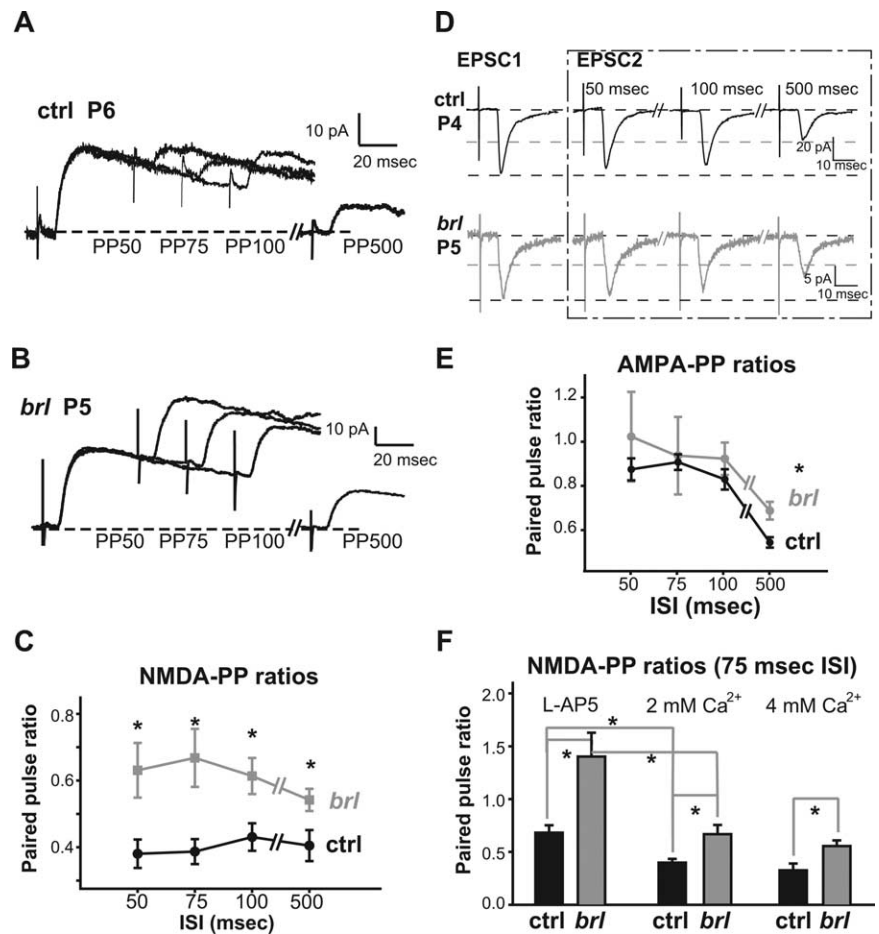 A
ctrl P6
10 pA
20 msec
PP50 PP75 PP100 PP500
B
brl P5
10 pA
20 msec
PP50 PP75 PP100 PP500
C
NMDA-PP ratios
Paired pulse ratio
0.8
0.6
0.4
* * * *
brl
ctrl
50 75 100 500
ISI (msec)
D
EPSC1 EPSC2
ctrl
P4
50 msec 100 msec 500 msec
20 pA
10 msec
brl
P5
5 pA
10 msec
E
AMPA-PP ratios
Paired pulse ratio
1.2
1.0
0.8
0.6
*
brl
ctrl
50 75 100 500
ISI (msec)
F
NMDA-PP ratios (75 msec ISI)
Paired pulse ratio
2.0
1.5
1.0
0.5
0.0
L-AP5 2 mM Ca²⁺ 4 mM Ca²⁺
* * * * *
ctrl brl ctrl brl ctrl brl